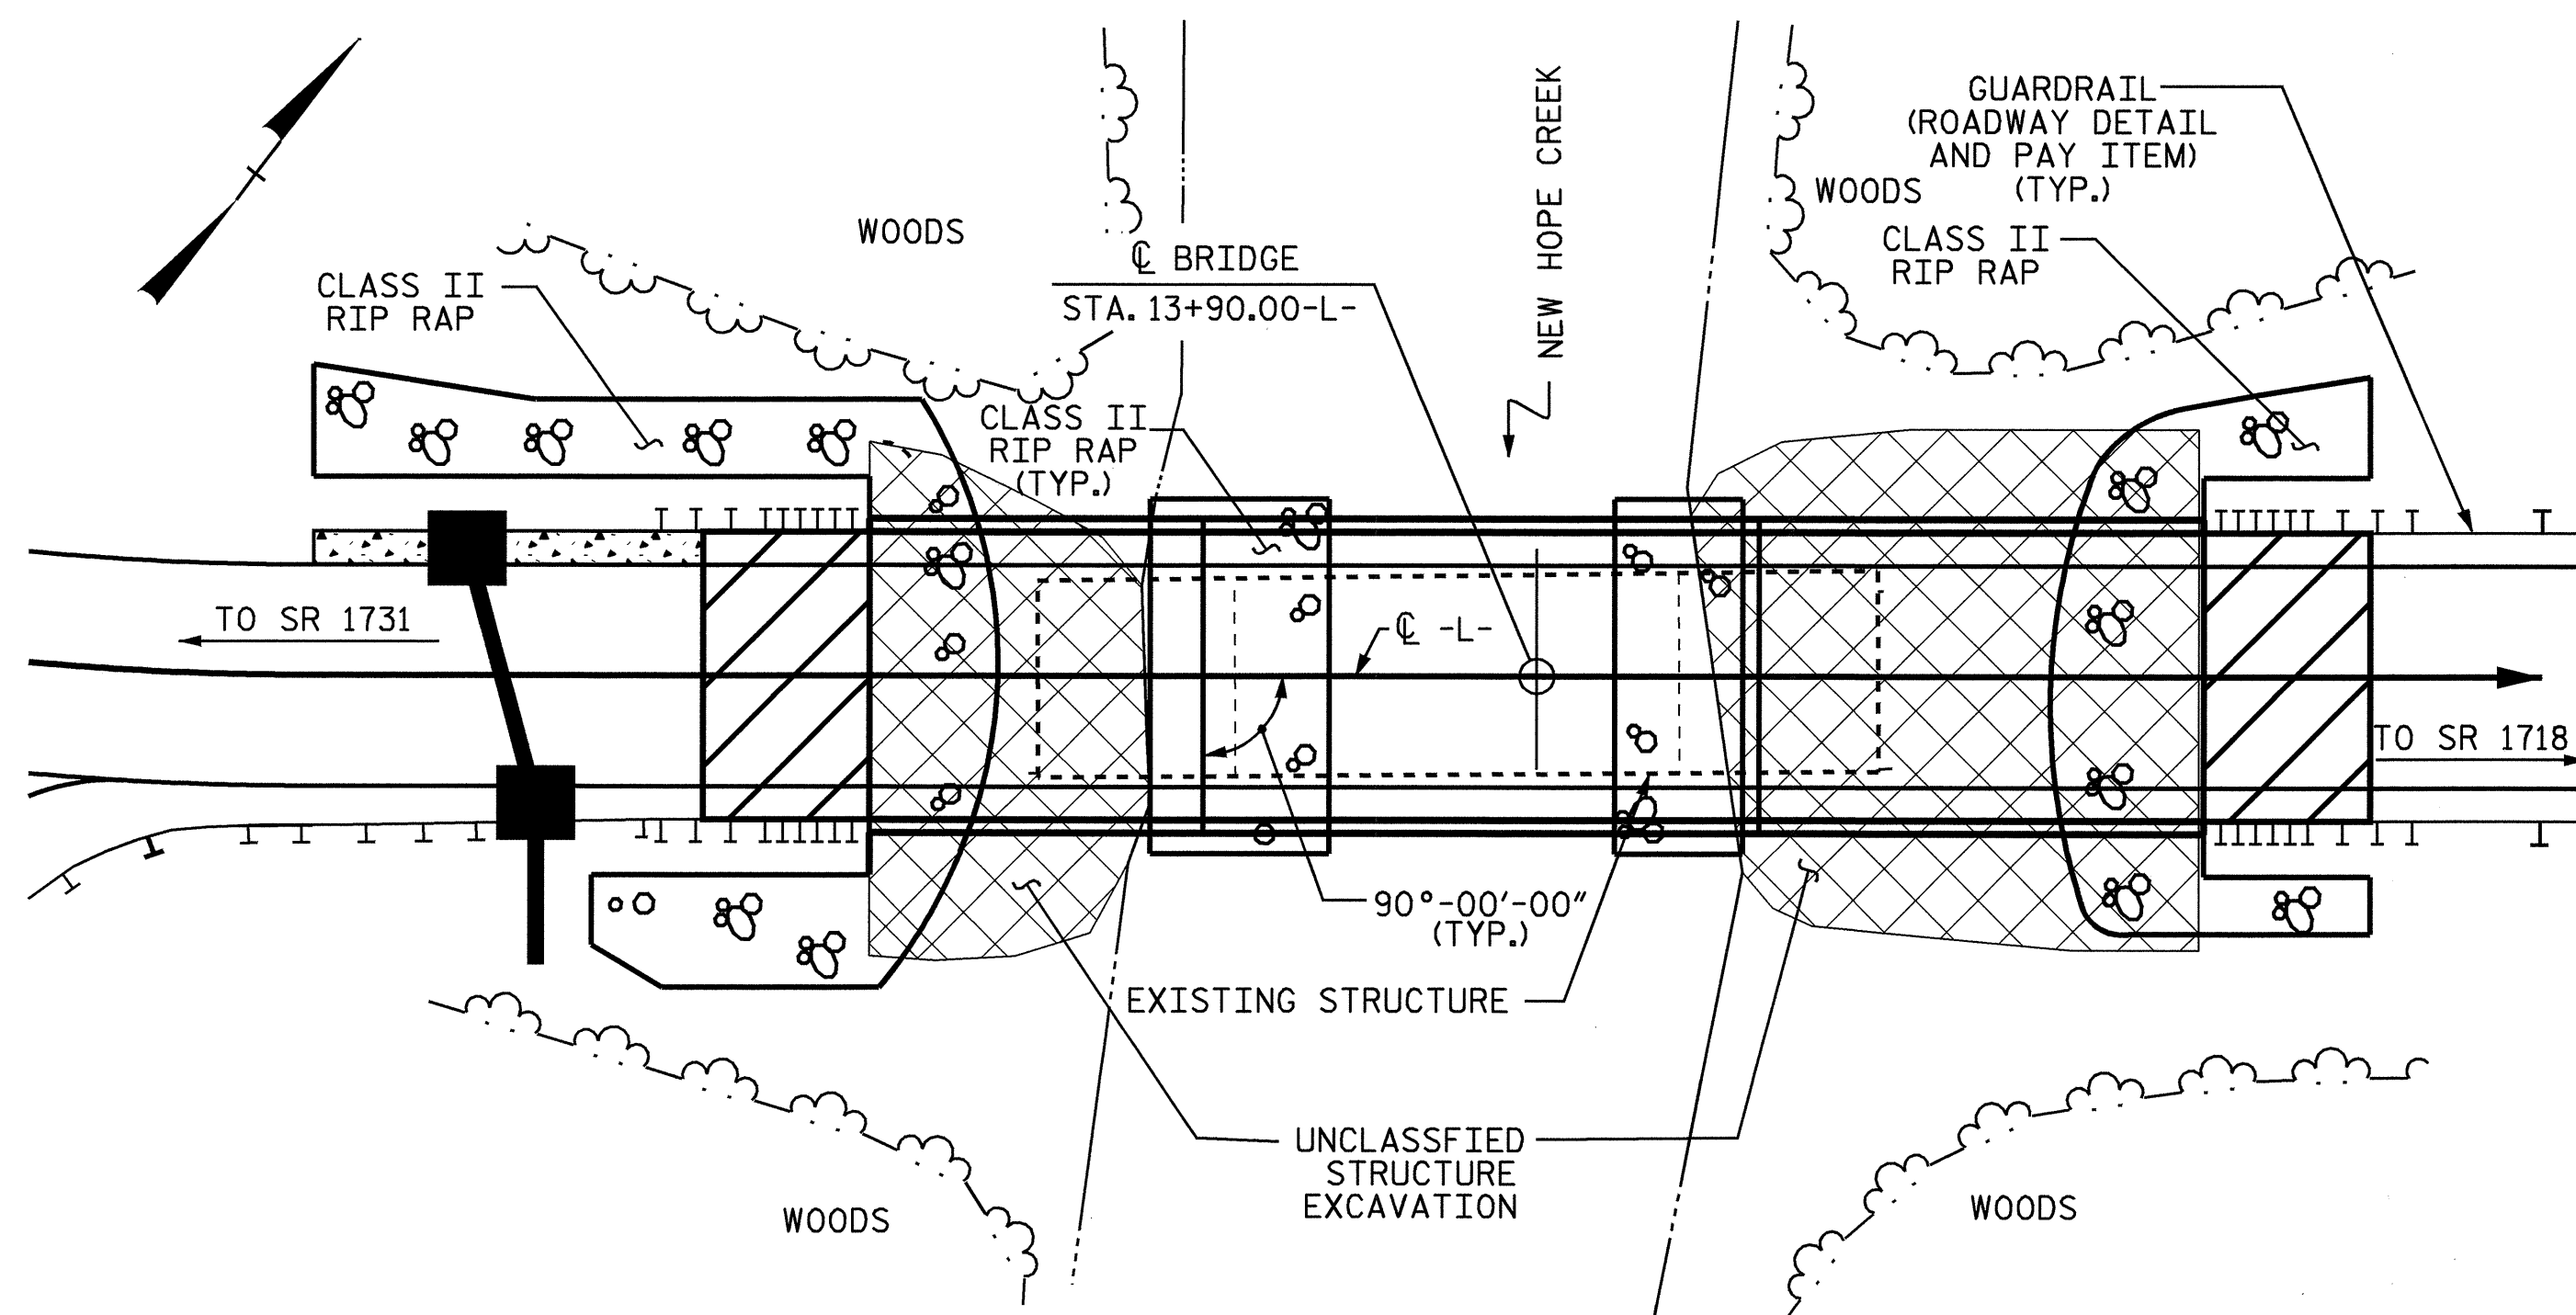 GUARDRAIL
(ROADWAY DETAIL
AND PAY ITEM)
(TYP.)
WOODS
CLASS II
RIP RAP
NEW HOPE CREEK
WOODS
℄ BRIDGE
STA. 13+90.00-L-
CLASS II
RIP RAP
CLASS II
RIP RAP
(TYP.)
TO SR 1731
℄ -L-
TO SR 1718
90°-00'-00"
(TYP.)
EXISTING STRUCTURE
UNCLASSFIED
STRUCTURE
EXCAVATION
WOODS
WOODS